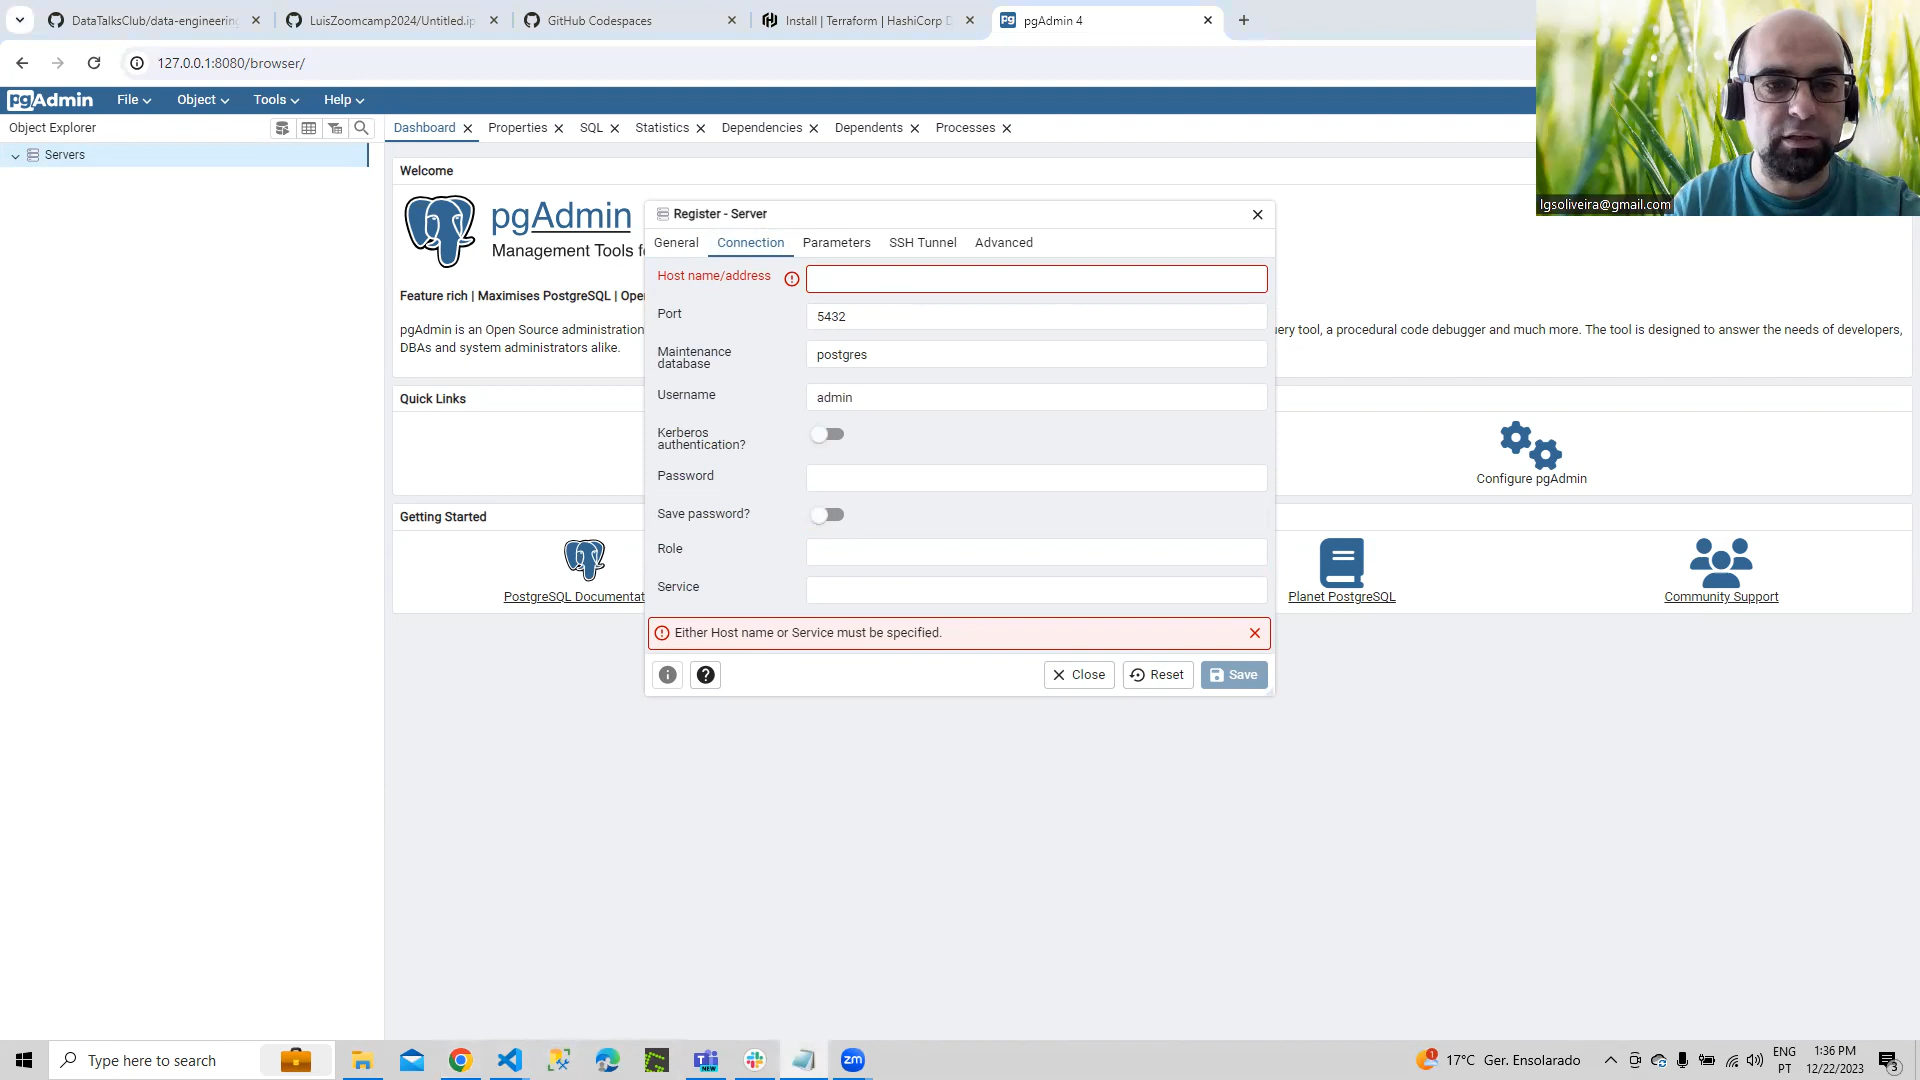 DataTalksClub/data-engineering
LuisZoomcamp2024/Untitled.ip
GitHub Codespaces
Install | Terraform | HashiCorp D
pgAdmin 4
127.0.0.1:8080/browser/
pgAdmin
File
Object
Tools
Help
Object Explorer
Dashboard
Properties
SQL
Statistics
Dependencies
Dependents
Processes
Servers
Welcome
pgAdmin
Management Tools f
Feature rich | Maximises PostgreSQL | Ope
pgAdmin is an Open Source administration
ery tool, a procedural code debugger and much more. The tool is designed to answer the needs of developers,
DBAs and system administrators alike.
Quick Links
Configure pgAdmin
Getting Started
PostgreSQL Documentat
Planet PostgreSQL
Community Support
Register - Server
General
Connection
Parameters
SSH Tunnel
Advanced
Host name/address
Port
5432
Maintenance
database
postgres
Username
admin
Kerberos
authentication?
Password
Save password?
Role
Service
Either Host name or Service must be specified.
Close
Reset
Save
lgsoliveira@gmail.com
Type here to search
NEW
zm
1
17°C Ger. Ensolarado
ENG
PT
1:36 PM
12/22/2023
3